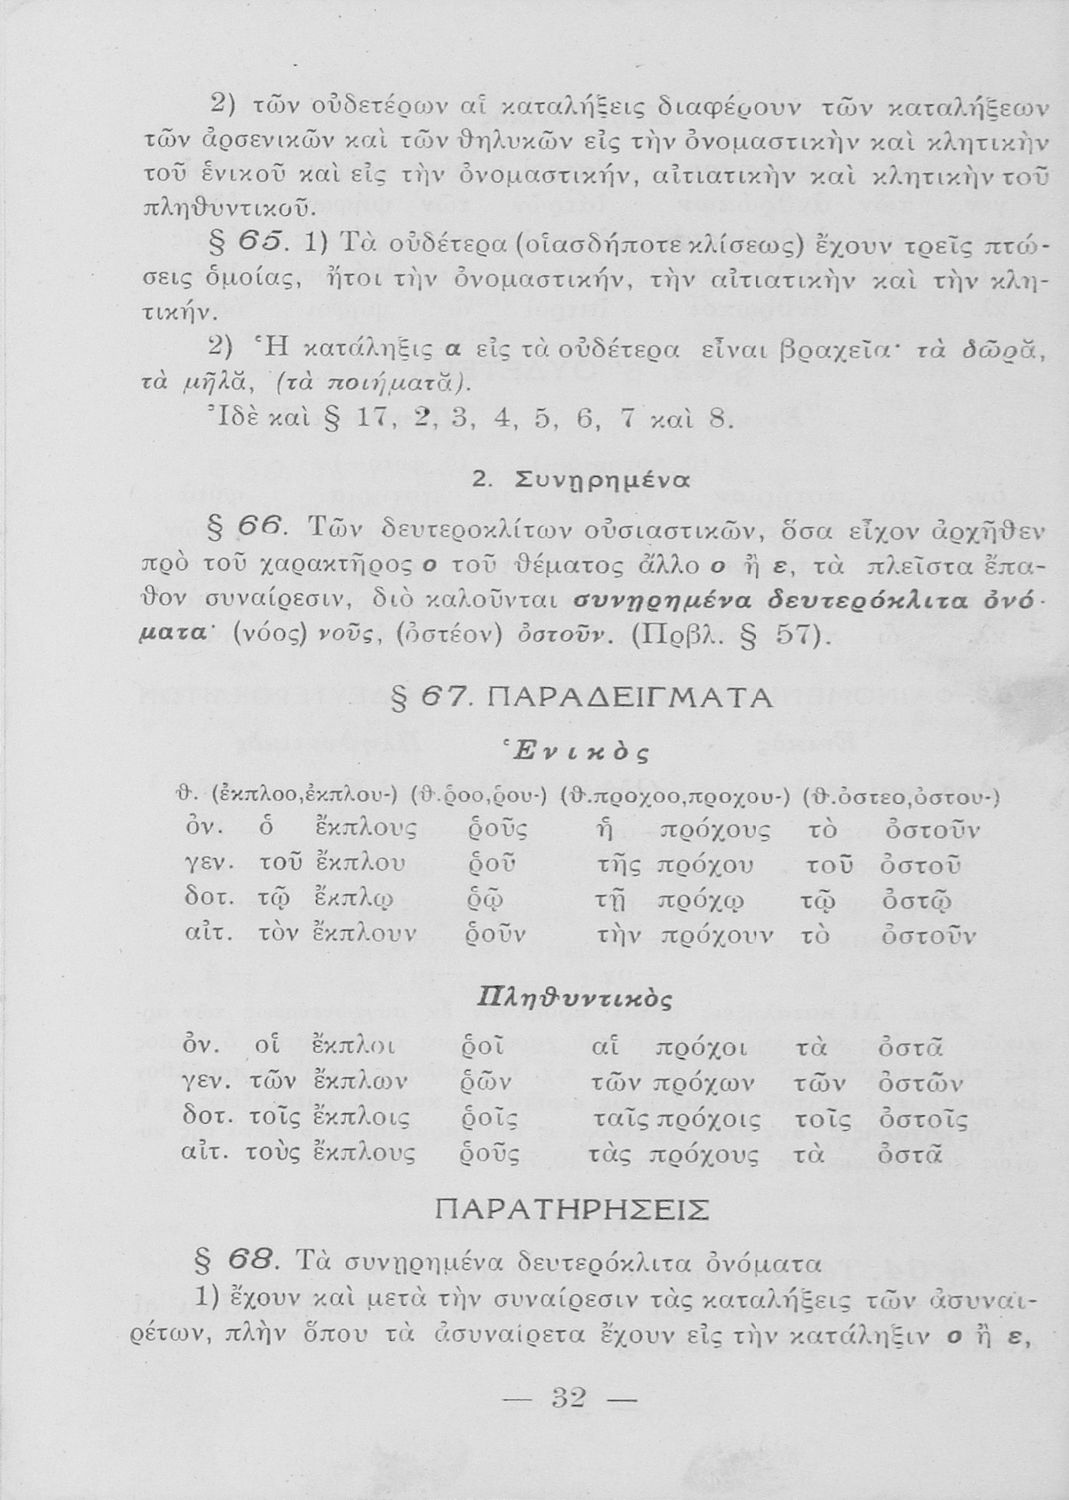 2) τῶν οὐδετέρων αἱ καταλήξεις διαφέρουν τῶν καταλήξεων
τῶν ἀρσενικῶν καὶ τῶν θηλυκῶν εἰς τὴν ὀνομαστικὴν καὶ κλητικὴν
τοῦ ἑνικοῦ καὶ εἰς τὴν ὀνομαστικήν, αἰτιατικὴν καὶ κλητικὴν τοῦ
πληθυντικοῦ.
§ 65. 1) Τὰ οὐδέτερα (οἱασδήποτε κλίσεως) ἔχουν τρεῖς πτώ-
σεις ὁμοίας, ἤτοι τὴν ὀνομαστικήν, τὴν αἰτιατικὴν καὶ τὴν κλη-
τικήν.
2) Ἡ κατάληξις α εἰς τὰ οὐδέτερα εἶναι βραχεῖα· τὰ δῶρᾰ,
τὰ μῆλᾰ, (τὰ ποιήματᾰ).
Ἰδὲ καὶ § 17, 2, 3, 4, 5, 6, 7 καὶ 8.
2. Συνῃρημένα
§ 66. Τῶν δευτεροκλίτων οὐσιαστικῶν, ὅσα εἶχον ἀρχῆθεν
πρὸ τοῦ χαρακτῆρος ο τοῦ θέματος ἄλλο ο ἢ ε, τὰ πλεῖστα ἔπα-
θον συναίρεσιν, διὸ καλοῦνται συνῃρημένα δευτερόκλιτα ὀνό-
ματα· (νόος) νοῦς, (ὀστέον) ὀστοῦν. (Πρβλ. § 57).
§ 67. ΠΑΡΑΔΕΙΓΜΑΤΑ
Ἑνικὸς
θ. (ἐκπλοο,ἐκπλου-) (θ.ῥοο,ῥου-) (θ.προχοο,προχου-) (θ.ὀστεο,ὀστου-)
ὀν. ὁ ἔκπλους ῥοῦς ἡ πρόχους τὸ ὀστοῦν
γεν. τοῦ ἔκπλου ῥοῦ τῆς πρόχου τοῦ ὀστοῦ
δοτ. τῷ ἔκπλῳ ῥῷ τῇ πρόχῳ τῷ ὀστῷ
αἰτ. τὸν ἔκπλουν ῥοῦν τὴν πρόχουν τὸ ὀστοῦν
Πληθυντικὸς
ὀν. οἱ ἔκπλοι ῥοῖ αἱ πρόχοι τὰ ὀστᾶ
γεν. τῶν ἔκπλων ῥῶν τῶν πρόχων τῶν ὀστῶν
δοτ. τοῖς ἔκπλοις ῥοῖς ταῖς πρόχοις τοῖς ὀστοῖς
αἰτ. τοὺς ἔκπλους ῥοῦς τὰς πρόχους τὰ ὀστᾶ
ΠΑΡΑΤΗΡΗΣΕΙΣ
§ 68. Τὰ συνῃρημένα δευτερόκλιτα ὀνόματα
1) ἔχουν καὶ μετὰ τὴν συναίρεσιν τὰς καταλήξεις τῶν ἀσυναι-
ρέτων, πλὴν ὅπου τὰ ἀσυναίρετα ἔχουν εἰς τὴν κατάληξιν ο ἢ ε,
— 32 —